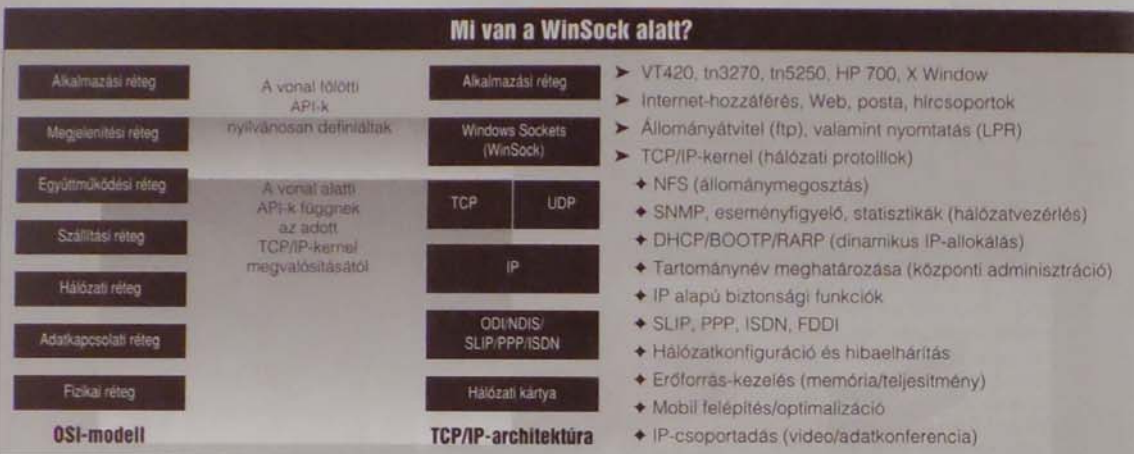 Mi van a WinSock alatt?
Alkalmazási réteg
Megjelenítési réteg
Együttműködési réteg
Szállítási réteg
Hálózati réteg
Adatkapcsolati réteg
Fizikai réteg
OSI-modell
A vonal fölötti
API-k
nyilvánosan definiáltak
A vonal alatti
API-k függnek
az adott
TCP/IP-kernel
megvalósításától
Alkalmazási réteg
Windows Sockets
(WinSock)
TCP
UDP
IP
ODI/NDIS/
SLIP/PPP/ISDN
Hálózati kártya
TCP/IP-architektúra
➤ VT420, tn3270, tn5250, HP 700, X Window
➤ Internet-hozzáférés, Web, posta, hírcsoportok
➤ Állományátvitel (ftp), valamint nyomtatás (LPR)
➤ TCP/IP-kernel (hálózati protolllok)
✦ NFS (állománymegosztás)
✦ SNMP, eseményfigyelő, statisztikák (hálózatvezérlés)
✦ DHCP/BOOTP/RARP (dinamikus IP-allokálás)
✦ Tartománynév meghatározása (központi adminisztráció)
✦ IP alapú biztonsági funkciók
✦ SLIP, PPP, ISDN, FDDI
✦ Hálózatkonfiguráció és hibaelhárítás
✦ Erőforrás-kezelés (memória/teljesítmény)
✦ Mobil felépítés/optimalizáció
✦ IP-csoportadás (video/adatkonferencia)